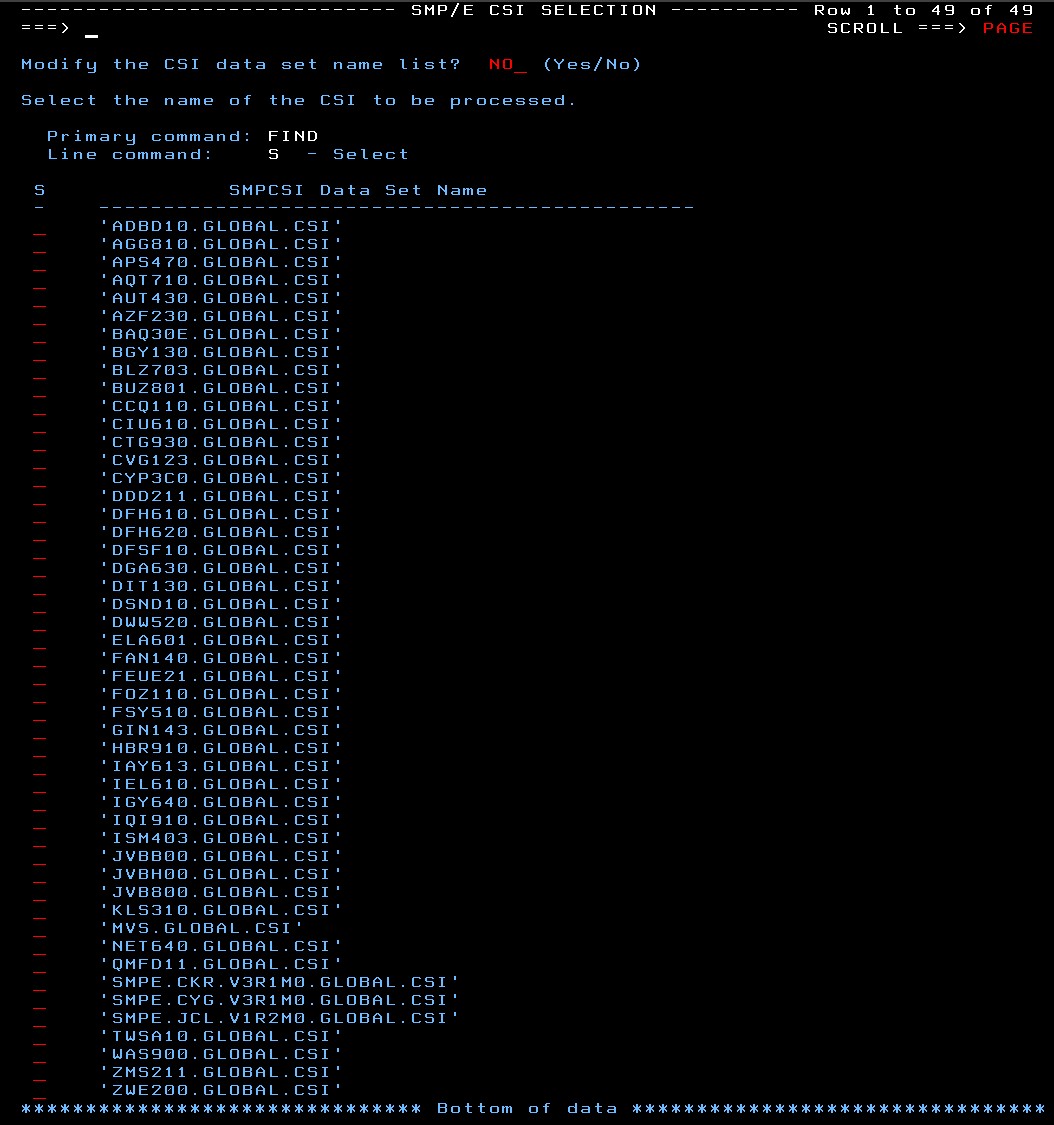 ----------------------------- SMP/E CSI SELECTION ---------- Row 1 to 49 of 49
===> _ SCROLL ===> PAGE
Modify the CSI data set name list? NO_ (Yes/No)
Select the name of the CSI to be processed.
Primary command: FIND
Line command: S - Select
S SMPCSI Data Set Name
- ----------------------------------------------
_ 'ADBD10.GLOBAL.CSI'
_ 'AGG810.GLOBAL.CSI'
_ 'APS470.GLOBAL.CSI'
_ 'AQT710.GLOBAL.CSI'
_ 'AUT430.GLOBAL.CSI'
_ 'AZF230.GLOBAL.CSI'
_ 'BAQ30E.GLOBAL.CSI'
_ 'BGY130.GLOBAL.CSI'
_ 'BLZ703.GLOBAL.CSI'
_ 'BUZ801.GLOBAL.CSI'
_ 'CCQ110.GLOBAL.CSI'
_ 'CIU610.GLOBAL.CSI'
_ 'CTG930.GLOBAL.CSI'
_ 'CVG123.GLOBAL.CSI'
_ 'CYP3C0.GLOBAL.CSI'
_ 'DDD211.GLOBAL.CSI'
_ 'DFH610.GLOBAL.CSI'
_ 'DFH620.GLOBAL.CSI'
_ 'DFSF10.GLOBAL.CSI'
_ 'DGA630.GLOBAL.CSI'
_ 'DIT130.GLOBAL.CSI'
_ 'DSND10.GLOBAL.CSI'
_ 'DWW520.GLOBAL.CSI'
_ 'ELA601.GLOBAL.CSI'
_ 'FAN140.GLOBAL.CSI'
_ 'FEUE21.GLOBAL.CSI'
_ 'FOZ110.GLOBAL.CSI'
_ 'FSY510.GLOBAL.CSI'
_ 'GIN143.GLOBAL.CSI'
_ 'HBR910.GLOBAL.CSI'
_ 'IAY613.GLOBAL.CSI'
_ 'IEL610.GLOBAL.CSI'
_ 'IGY640.GLOBAL.CSI'
_ 'IQI910.GLOBAL.CSI'
_ 'ISM403.GLOBAL.CSI'
_ 'JVBB00.GLOBAL.CSI'
_ 'JVBH00.GLOBAL.CSI'
_ 'JVB800.GLOBAL.CSI'
_ 'KLS310.GLOBAL.CSI'
_ 'MVS.GLOBAL.CSI'
_ 'NET640.GLOBAL.CSI'
_ 'QMFD11.GLOBAL.CSI'
_ 'SMPE.CKR.V3R1M0.GLOBAL.CSI'
_ 'SMPE.CYG.V3R1M0.GLOBAL.CSI'
_ 'SMPE.JCL.V1R2M0.GLOBAL.CSI'
_ 'TWSA10.GLOBAL.CSI'
_ 'WAS900.GLOBAL.CSI'
_ 'ZMS211.GLOBAL.CSI'
_ 'ZWE200.GLOBAL.CSI'
******************************* Bottom of data ********************************